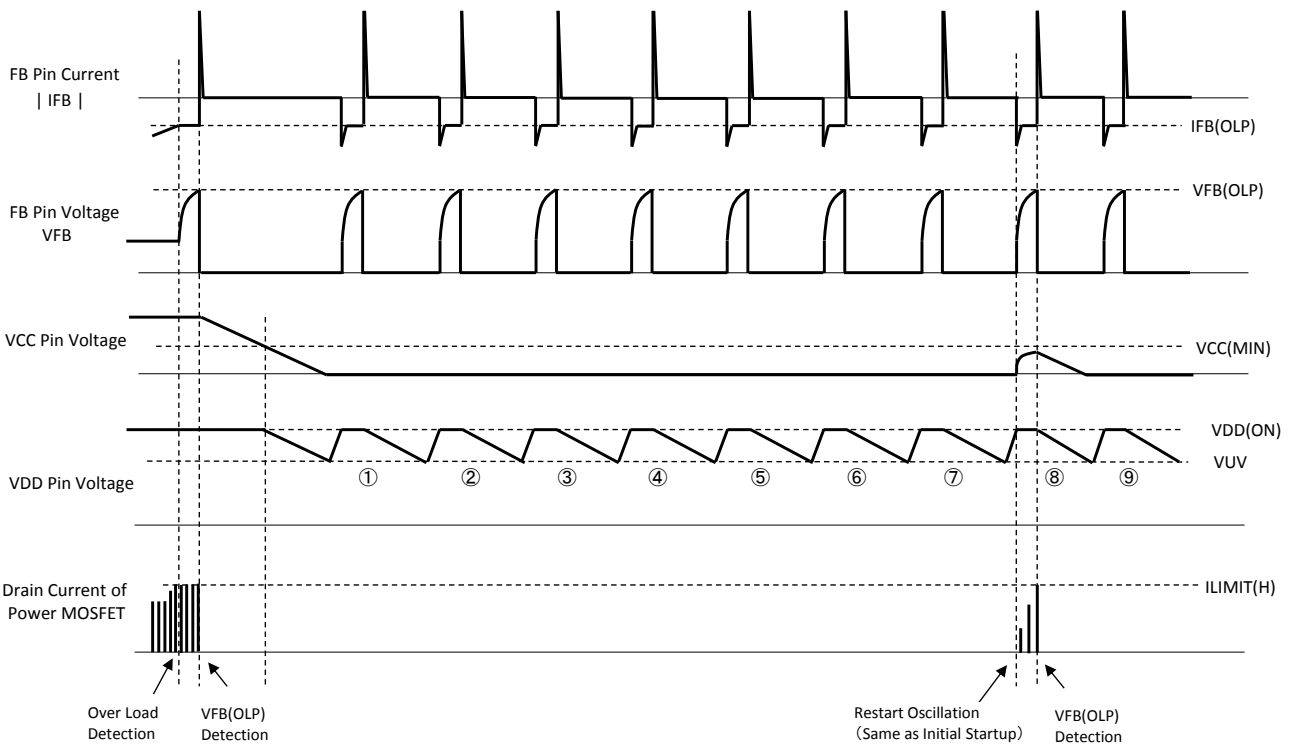 FB Pin Current
| IFB |
IFB(OLP)
VFB(OLP)
FB Pin Voltage
VFB
VCC Pin Voltage
VCC(MIN)
VDD(ON)
VUV
VDD Pin Voltage
① ② ③ ④ ⑤ ⑥ ⑦ ⑧ ⑨
Drain Current of
Power MOSFET
ILIMIT(H)
Over Load
Detection
VFB(OLP)
Detection
Restart Oscillation
（Same as Initial Startup）
VFB(OLP)
Detection